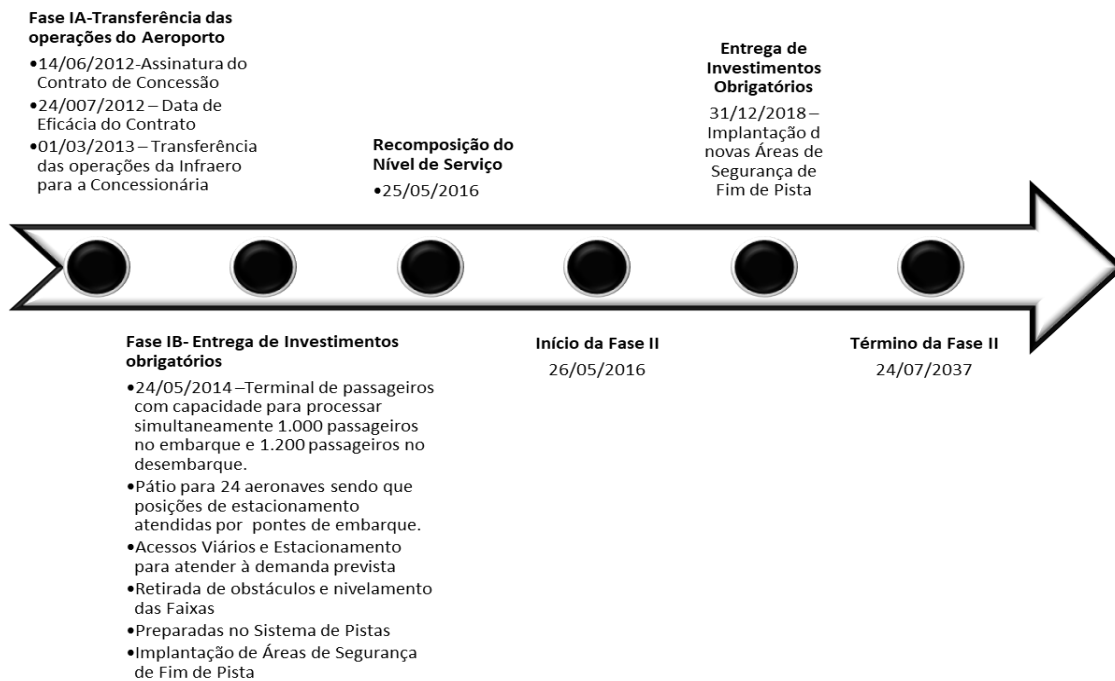 Fase IA-Transferência das
operações do Aeroporto
•14/06/2012-Assinatura do
Contrato de Concessão
•24/007/2012 – Data de
Eficácia do Contrato
•01/03/2013 – Transferência
das operações da Infraero
para a Concessionária
Fase IB- Entrega de Investimentos
obrigatórios
•24/05/2014 –Terminal de passageiros
com capacidade para processar
simultaneamente 1.000 passageiros
no embarque e 1.200 passageiros no
desembarque.
•Pátio para 24 aeronaves sendo que
posições de estacionamento
atendidas por pontes de embarque.
•Acessos Viários e Estacionamento
para atender à demanda prevista
•Retirada de obstáculos e nivelamento
das Faixas
•Preparadas no Sistema de Pistas
•Implantação de Áreas de Segurança
de Fim de Pista
Recomposição do
Nível de Serviço
•25/05/2016
Início da Fase II
26/05/2016
Entrega de
Investimentos
Obrigatórios
31/12/2018 –
Implantação d
novas Áreas de
Segurança de
Fim de Pista
Término da Fase II
24/07/2037